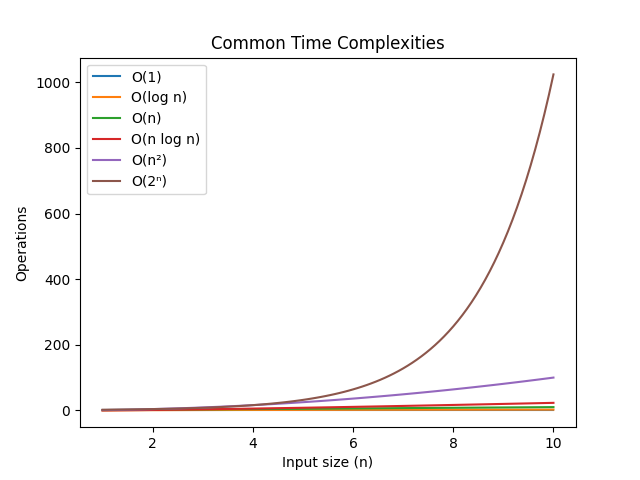 Common Time Complexities
O(1)
O(log n)
O(n)
O(n log n)
O(n²)
O(2ⁿ)
1000
800
600
400
200
0
Operations
2 4 6 8 10
Input size (n)